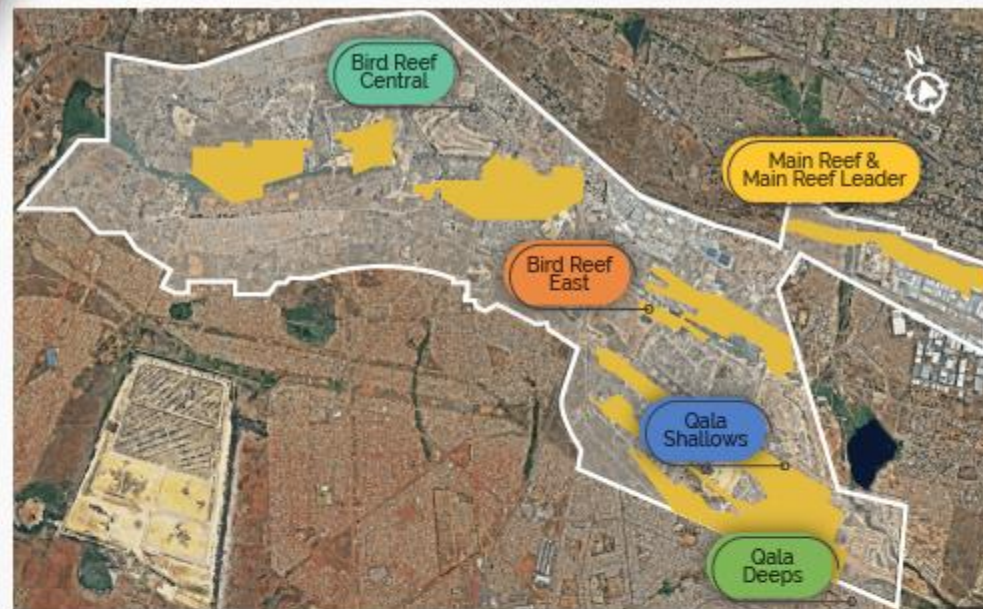 Bird Reef
Central
N
Main Reef &
Main Reef Leader
Bird Reef
East
Qala
Shallows
Qala
Deeps